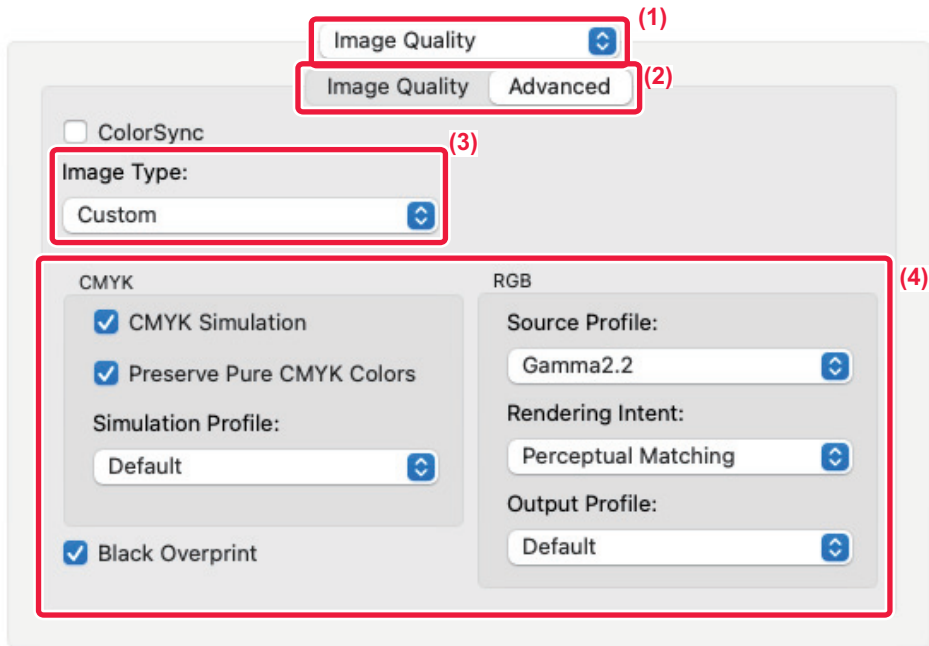 Image Quality
(1)
Image Quality Advanced
(2)
ColorSync
(3)
Image Type:
Custom
(4)
CMYK
CMYK Simulation
Preserve Pure CMYK Colors
Simulation Profile:
Default
Black Overprint
RGB
Source Profile:
Gamma2.2
Rendering Intent:
Perceptual Matching
Output Profile:
Default